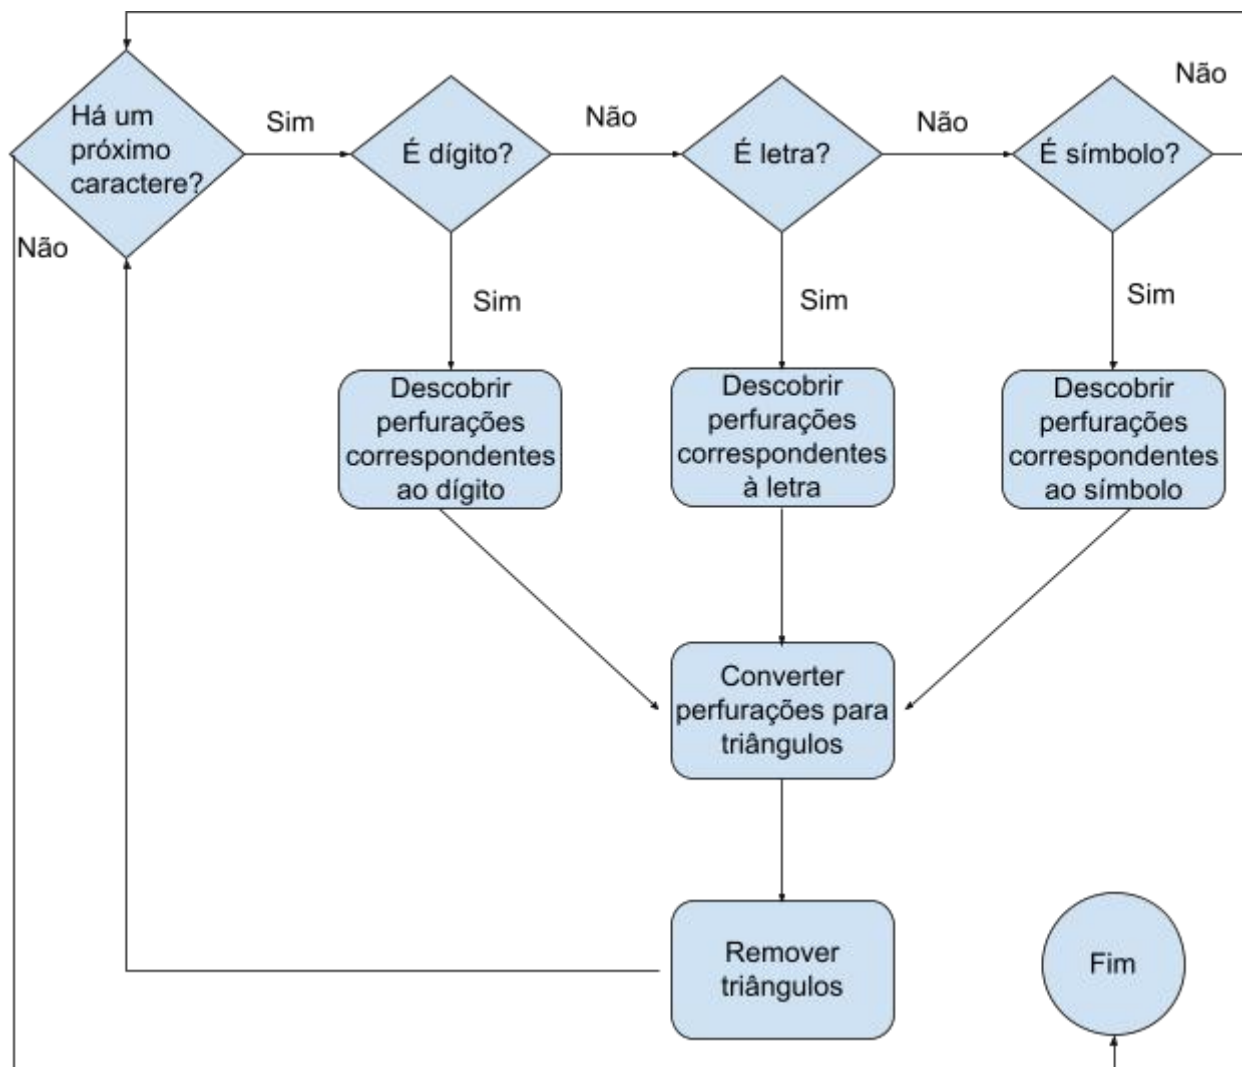 Há um
próximo
caractere?
Sim
É dígito?
Não
É letra?
Não
É símbolo?
Não
Não
Sim
Sim
Sim
Descobrir
perfurações
correspondentes
ao dígito
Descobrir
perfurações
correspondentes
à letra
Descobrir
perfurações
correspondentes
ao símbolo
Converter
perfurações para
triângulos
Remover
triângulos
Fim